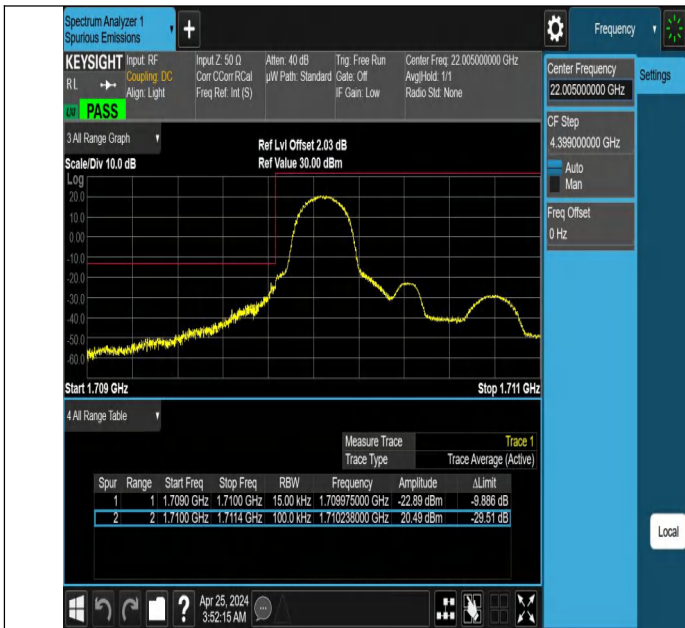 Spectrum Analyzer 1
Spurious Emissions
Frequency
KEYSIGHT
RL
PASS
Input: RF
Coupling: DC
Align: Light
Input Z: 50 Ω
Corr CCorr RCal
Freq Ref: Int (S)
Atten: 40 dB
µW Path: Standard
Trig: Free Run
Gate: Off
IF Gain: Low
Center Freq: 22.005000000 GHz
Avg|Hold: 1/1
Radio Std: None
Center Frequency
22.005000000 GHz
Settings
CF Step
4.399000000 GHz
Auto
Man
Freq Offset
0 Hz
3 All Range Graph
Scale/Div 10.0 dB
Ref Lvl Offset 2.03 dB
Ref Value 30.00 dBm
Log
20.0
10.0
0.00
-10.0
-20.0
-30.0
-40.0
-50.0
-60.0
Start 1.709 GHz
Stop 1.711 GHz
4 All Range Table
Measure Trace Trace 1
Trace Type Trace Average (Active)
Spur Range Start Freq Stop Freq RBW Frequency Amplitude ΔLimit
1 1 1.7090 GHz 1.7100 GHz 15.00 kHz 1.709975000 GHz -22.89 dBm -9.886 dB
2 2 1.7100 GHz 1.7114 GHz 100.0 kHz 1.710238000 GHz 20.49 dBm -29.51 dB
Local
Apr 25, 2024
3:52:15 AM